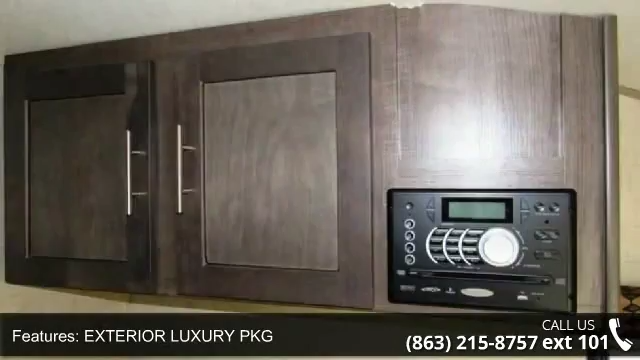 Features: EXTERIOR LUXURY PKG
CALL US
(863) 215-8757 ext 101